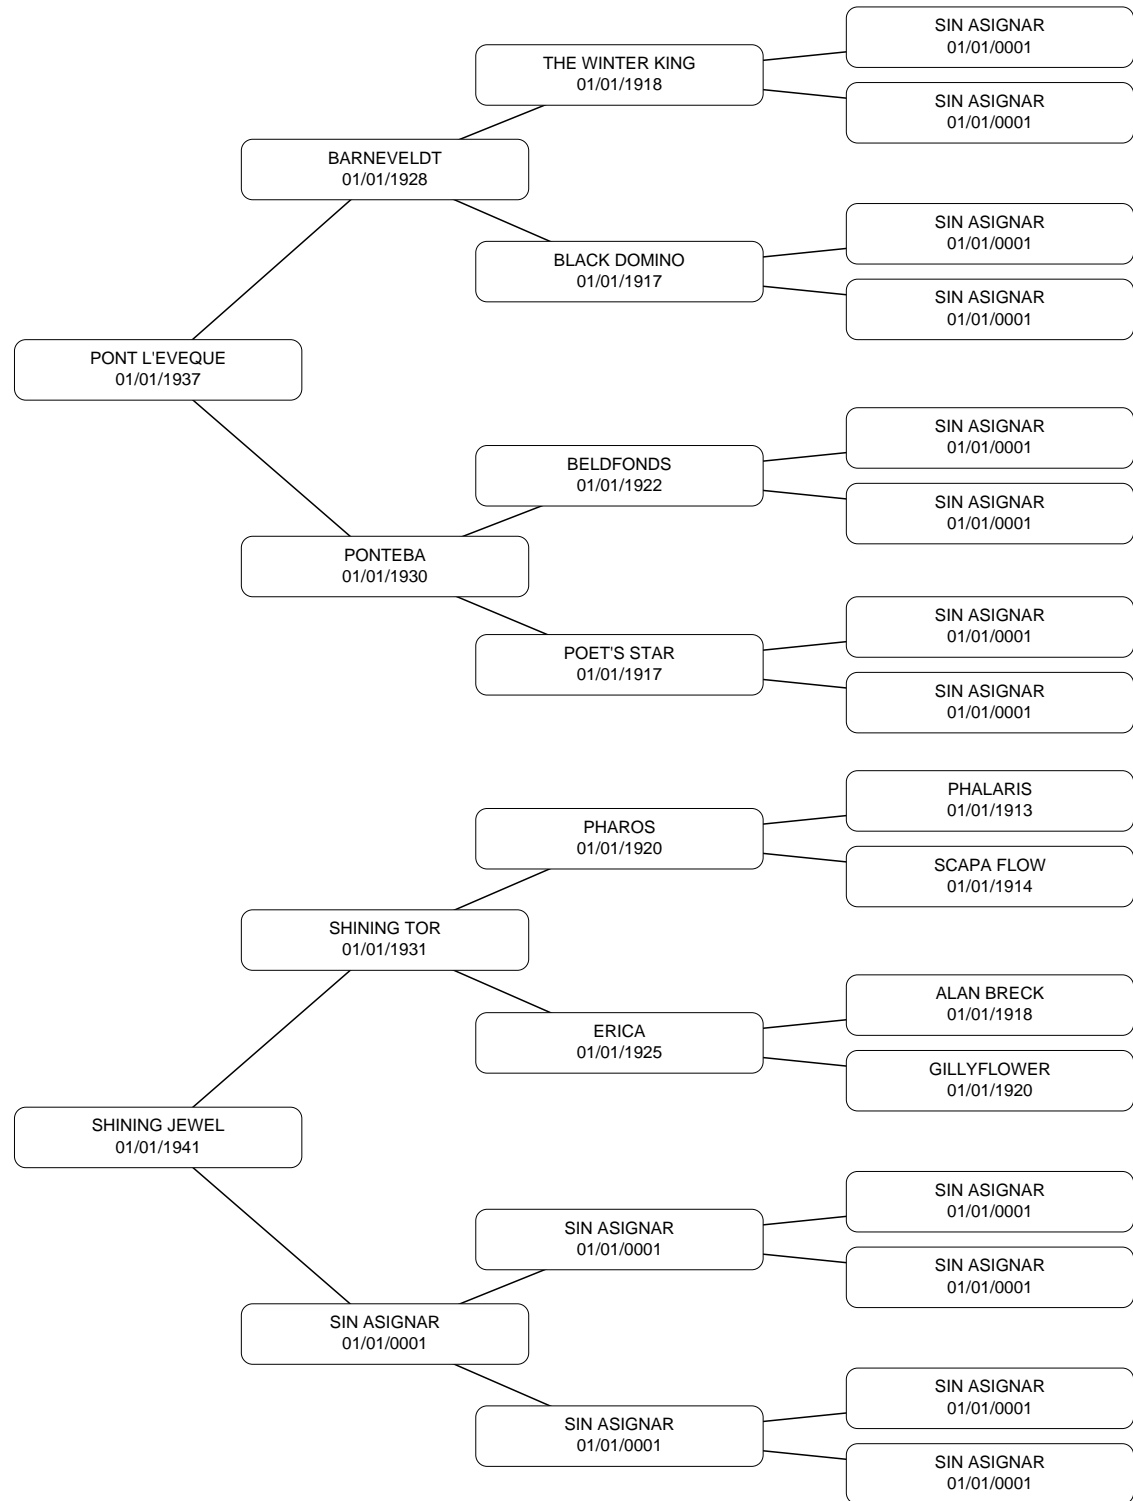 SIN ASIGNAR
01/01/0001
THE WINTER KING
01/01/1918
SIN ASIGNAR
01/01/0001
BARNEVELDT
01/01/1928
SIN ASIGNAR
01/01/0001
BLACK DOMINO
01/01/1917
SIN ASIGNAR
01/01/0001
PONT L'EVEQUE
01/01/1937
SIN ASIGNAR
01/01/0001
BELDFONDS
01/01/1922
SIN ASIGNAR
01/01/0001
PONTEBA
01/01/1930
SIN ASIGNAR
01/01/0001
POET'S STAR
01/01/1917
SIN ASIGNAR
01/01/0001
PHALARIS
01/01/1913
PHAROS
01/01/1920
SCAPA FLOW
01/01/1914
SHINING TOR
01/01/1931
ALAN BRECK
01/01/1918
ERICA
01/01/1925
GILLYFLOWER
01/01/1920
SHINING JEWEL
01/01/1941
SIN ASIGNAR
01/01/0001
SIN ASIGNAR
01/01/0001
SIN ASIGNAR
01/01/0001
SIN ASIGNAR
01/01/0001
SIN ASIGNAR
01/01/0001
SIN ASIGNAR
01/01/0001
SIN ASIGNAR
01/01/0001